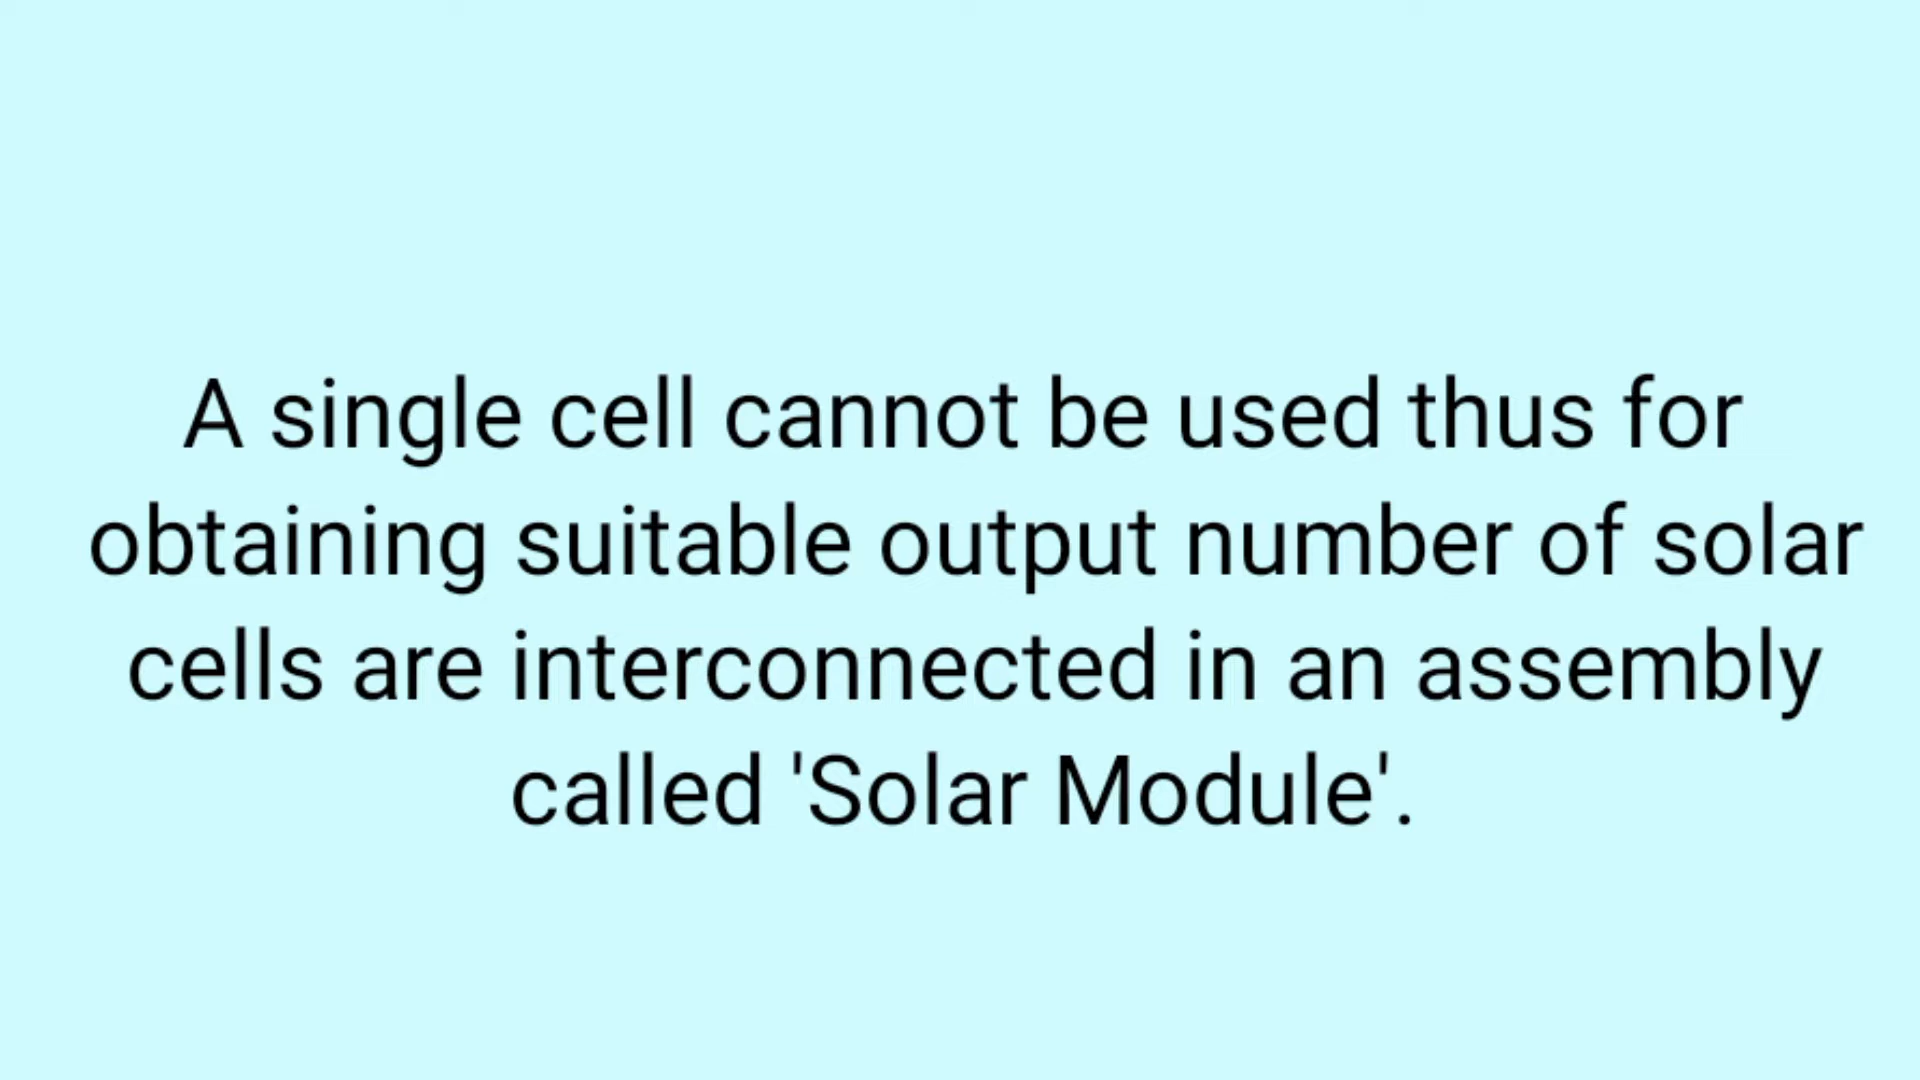 A single cell cannot be used thus for
obtaining suitable output number of solar
cells are interconnected in an assembly
called 'Solar Module'.